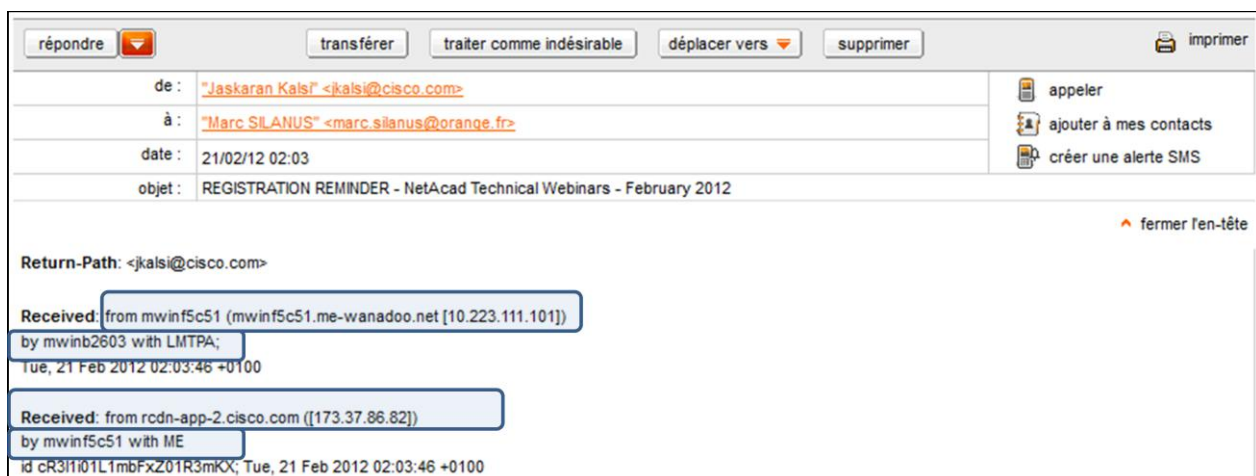 répondre transférer traiter comme indésirable déplacer vers supprimer imprimer
de : "Jaskaran Kalsi" <jkalsi@cisco.com>
appeler
à : "Marc SILANUS" <marc.silanus@orange.fr>
ajouter à mes contacts
date : 21/02/12 02:03
créer une alerte SMS
objet : REGISTRATION REMINDER - NetAcad Technical Webinars - February 2012
fermer l'en-tête
Return-Path: <jkalsi@cisco.com>
Received: from mwinf5c51 (mwinf5c51.me-wanadoo.net [10.223.111.101])
by mwinb2603 with LMTPA;
Tue, 21 Feb 2012 02:03:46 +0100
Received: from rcdn-app-2.cisco.com ([173.37.86.82])
by mwinf5c51 with ME
id cR3l1i01L1mbFxZ01R3mKX; Tue, 21 Feb 2012 02:03:46 +0100